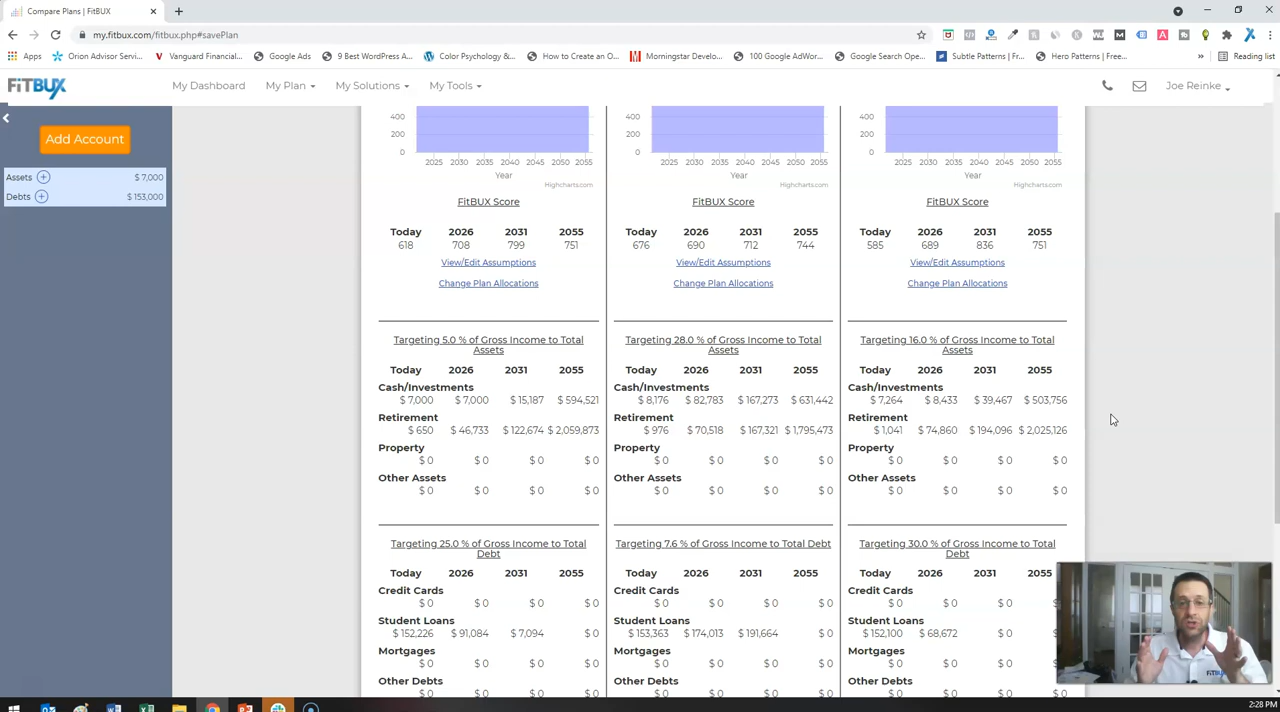 Compare Plans | FitBUX
my.fitbux.com/fitbux.php#savePlan
Apps Orion Advisor Servi... Vanguard Financial... Google Ads 9 Best WordPress A... Color Psychology &... How to Create an O... Morningstar Develo... 100 Google AdWor... Google Search Ope... Subtle Patterns | Fr... Hero Patterns | Free... » Reading list
FiTBUX My Dashboard My Plan My Solutions My Tools Joe Reinke
Add Account
Assets $ 7,000
Debts $ 153,000
400 400 400
200 200 200
0 0 0
2025 2030 2035 2040 2045 2050 2055 2025 2030 2035 2040 2045 2050 2055 2025 2030 2035 2040 2045 2050 2055
Year Year Year
Highcharts.com Highcharts.com Highcharts.com
FitBUX Score FitBUX Score FitBUX Score
Today 2026 2031 2055 Today 2026 2031 2055 Today 2026 2031 2055
618 708 799 751 676 690 712 744 585 689 836 751
View/Edit Assumptions View/Edit Assumptions View/Edit Assumptions
Change Plan Allocations Change Plan Allocations Change Plan Allocations
Targeting 5.0 % of Gross Income to Total Targeting 28.0 % of Gross Income to Total Targeting 16.0 % of Gross Income to Total
Assets Assets Assets
Today 2026 2031 2055 Today 2026 2031 2055 Today 2026 2031 2055
Cash/Investments Cash/Investments Cash/Investments
$ 7,000 $ 7,000 $ 15,187 $ 594,521 $ 8,176 $ 82,783 $ 167,273 $ 631,442 $ 7,264 $ 8,433 $ 39,467 $ 503,756
Retirement Retirement Retirement
$ 650 $ 46,733 $ 122,674 $ 2,059,873 $ 976 $ 70,518 $ 167,321 $ 1,795,473 $ 1,041 $ 74,860 $ 194,096 $ 2,025,126
Property Property Property
$ 0 $ 0 $ 0 $ 0 $ 0 $ 0 $ 0 $ 0 $ 0 $ 0 $ 0 $ 0
Other Assets Other Assets Other Assets
$ 0 $ 0 $ 0 $ 0 $ 0 $ 0 $ 0 $ 0 $ 0 $ 0 $ 0 $ 0
Targeting 25.0 % of Gross Income to Total Targeting 7.6 % of Gross Income to Total Debt Targeting 30.0 % of Gross Income to Total
Debt Debt
Today 2026 2031 2055 Today 2026 2031 2055 Today 2026 2031 2055
Credit Cards Credit Cards Credit Cards
$ 0 $ 0 $ 0 $ 0 $ 0 $ 0 $ 0 $ 0 $ 0 $ 0 $ 0
Student Loans Student Loans Student Loans
$ 152,226 $ 91,084 $ 7,094 $ 0 $ 153,363 $ 174,013 $ 191,664 $ 0 $ 152,100 $ 68,672 $ 0
Mortgages Mortgages Mortgages
$ 0 $ 0 $ 0 $ 0 $ 0 $ 0 $ 0 $ 0 $ 0 $ 0 $ 0
FiTBUX
Other Debts Other Debts Other Debts
$ 0 $ 0 $ 0 $ 0 $ 0 $ 0 $ 0 $ 0 $ 0 $ 0 $ 0
2:28 PM